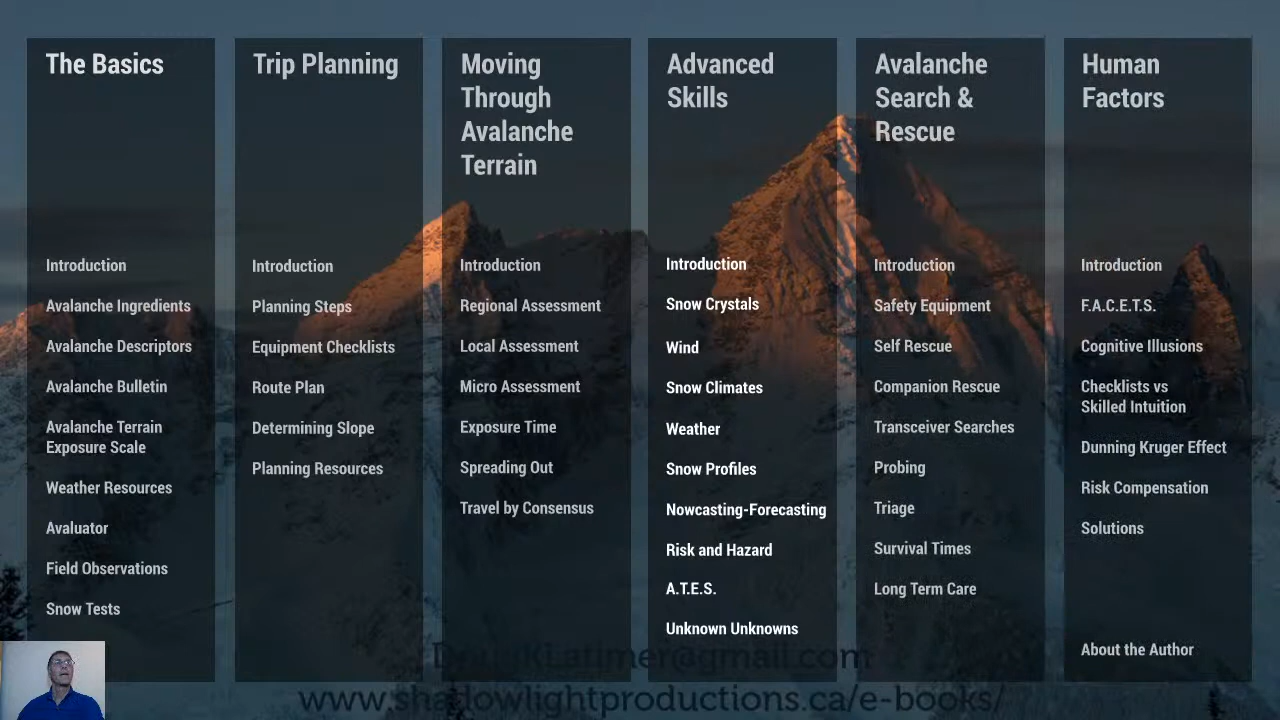 The Basics
Introduction
Avalanche Ingredients
Avalanche Descriptors
Avalanche Bulletin
Avalanche Terrain
Exposure Scale
Weather Resources
Avaluator
Field Observations
Snow Tests
Trip Planning
Introduction
Planning Steps
Equipment Checklists
Route Plan
Determining Slope
Planning Resources
Moving
Through
Avalanche
Terrain
Introduction
Regional Assessment
Local Assessment
Micro Assessment
Exposure Time
Spreading Out
Travel by Consensus
Advanced
Skills
Introduction
Snow Crystals
Wind
Snow Climates
Weather
Snow Profiles
Nowcasting-Forecasting
Risk and Hazard
A.T.E.S.
Unknown Unknowns
Avalanche
Search &
Rescue
Introduction
Safety Equipment
Self Rescue
Companion Rescue
Transceiver Searches
Probing
Triage
Survival Times
Long Term Care
Human
Factors
Introduction
F.A.C.E.T.S.
Cognitive Illusions
Checklists vs
Skilled Intuition
Dunning Kruger Effect
Risk Compensation
Solutions
About the Author
www.shadowlightproductions.ca/e-books/